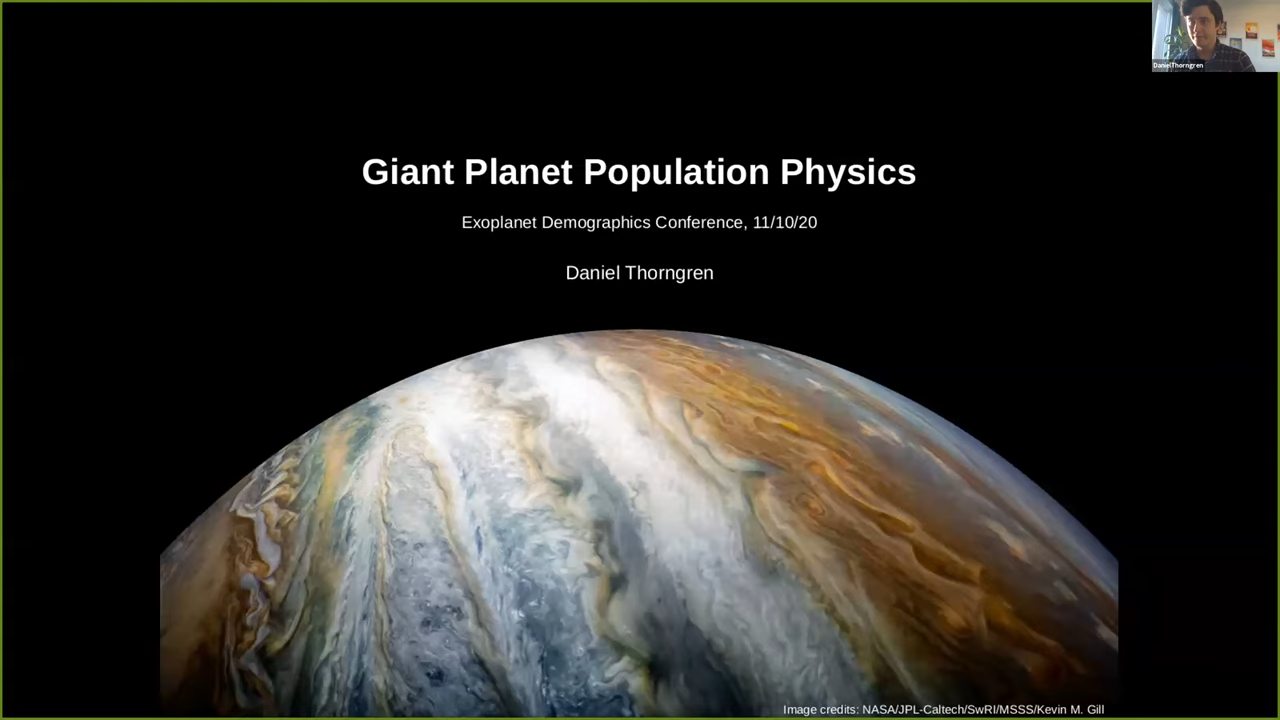 DanielThorngren
Giant Planet Population Physics
Exoplanet Demographics Conference, 11/10/20
Daniel Thorngren
Image credits: NASA/JPL-Caltech/SwRI/MSSS/Kevin M. Gill